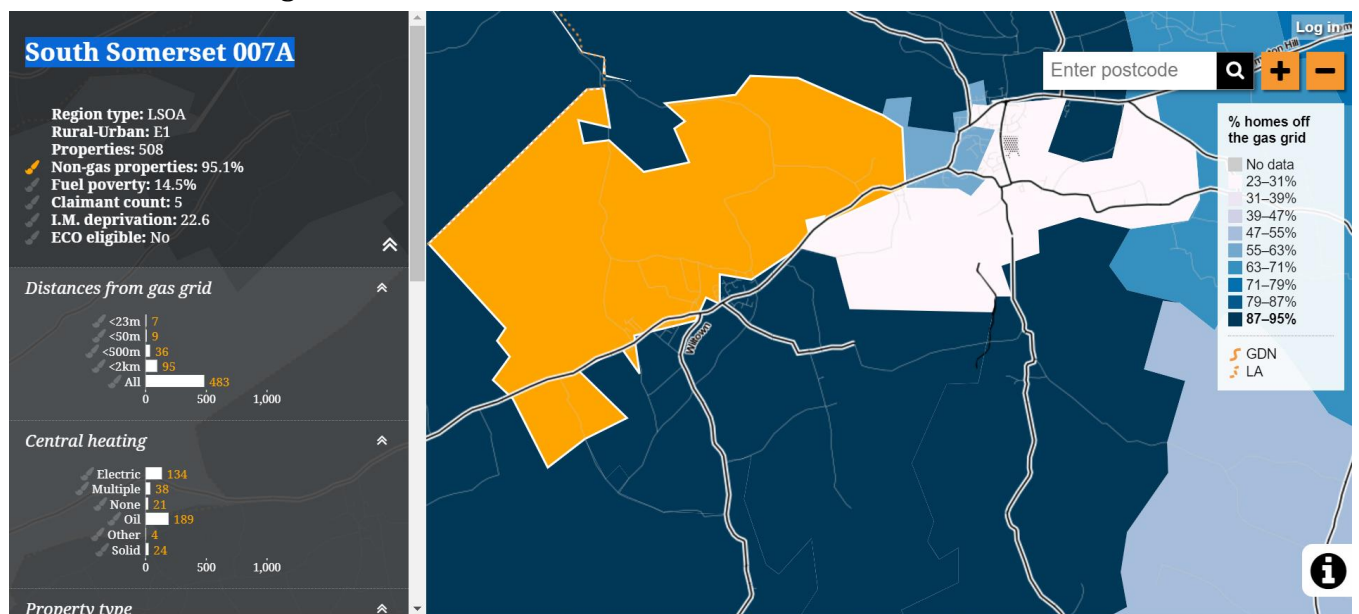 South Somerset 007A
Region type: LSOA
Rural-Urban: E1
Properties: 508
Non-gas properties: 95.1%
Fuel poverty: 14.5%
Claimant count: 5
I.M. deprivation: 22.6
ECO eligible: No
Distances from gas grid
<23m 7
<50m 9
<500m 36
<2km 95
All 483
0 500 1,000
Central heating
Electric 134
Multiple 38
None 21
Oil 189
Other 4
Solid 24
0 500 1,000
Property type
Wiltown
Log in
Enter postcode
% homes off
the gas grid
No data
23–31%
31–39%
39–47%
47–55%
55–63%
63–71%
71–79%
79–87%
87–95%
GDN
LA